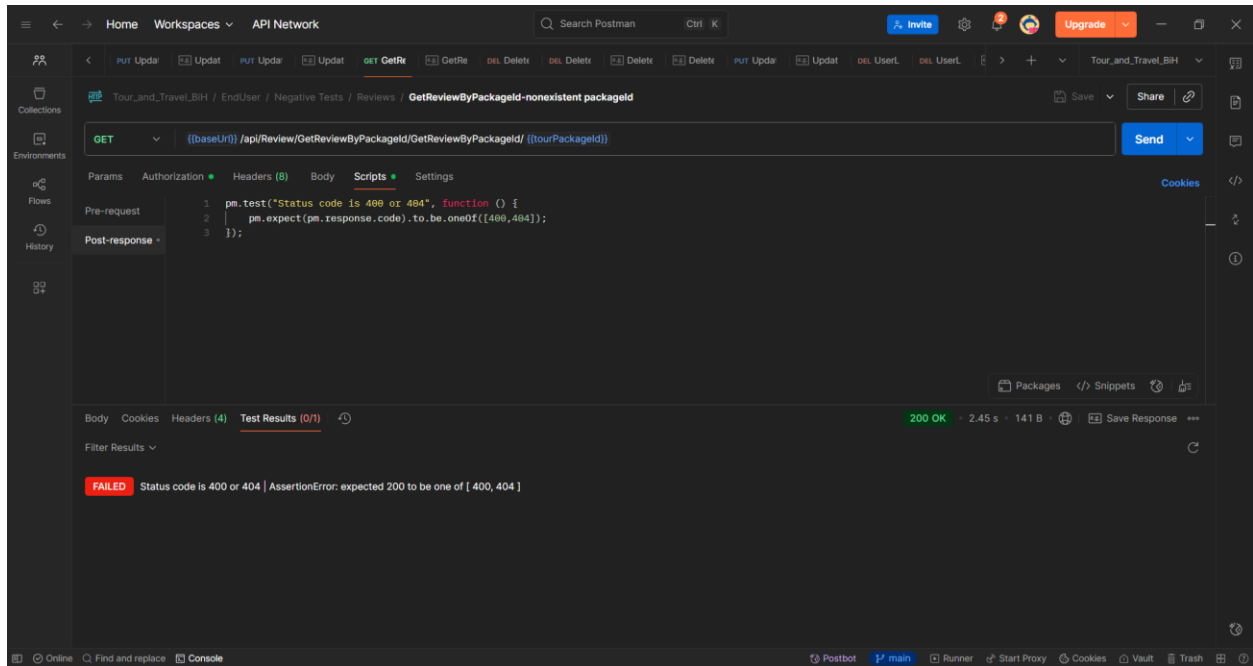 Home Workspaces API Network Search Postman Ctrl K Invite 2 Upgrade
PUT Updat Updat PUT Updat Updat GET GetRe GetRe DEL Delete DEL Delete Delete Delete PUT Updat Updat DEL UserL DEL UserL Tour_and_Travel_BiH
Collections
Environments
Flows
History
Tour_and_Travel_BiH / EndUser / Negative Tests / Reviews / GetReviewByPackageId-nonexistent packageId Save Share
GET {{baseUrl}} /api/Review/GetReviewByPackageId/GetReviewByPackageId/ {{tourPackageId}} Send
Params Authorization Headers (8) Body Scripts Settings Cookies
Pre-request
Post-response
1 pm.test("Status code is 400 or 404", function () {
2 pm.expect(pm.response.code).to.be.oneOf([400,404]);
3 });
Packages </> Snippets
Body Cookies Headers (4) Test Results (0/1) 200 OK 2.45 s 141 B Save Response
Filter Results
FAILED Status code is 400 or 404 | AssertionError: expected 200 to be one of [ 400, 404 ]
Online Find and replace Console Postbot main Runner Start Proxy Cookies Vault Trash